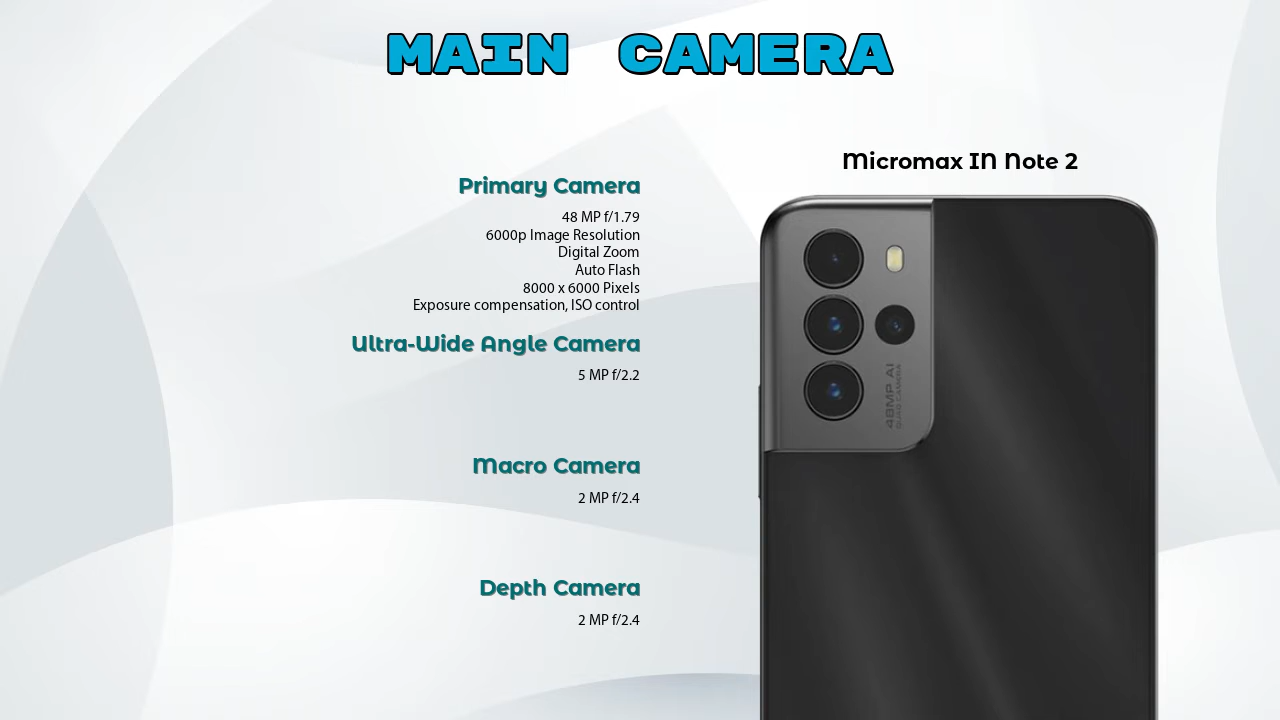 MAIN CAMERA
Micromax IN Note 2
Primary Camera
48 MP f/1.79
6000p Image Resolution
Digital Zoom
Auto Flash
8000 x 6000 Pixels
Exposure compensation, ISO control
Ultra-Wide Angle Camera
5 MP f/2.2
Macro Camera
2 MP f/2.4
Depth Camera
2 MP f/2.4
48MP AI
QUAD CAMERA